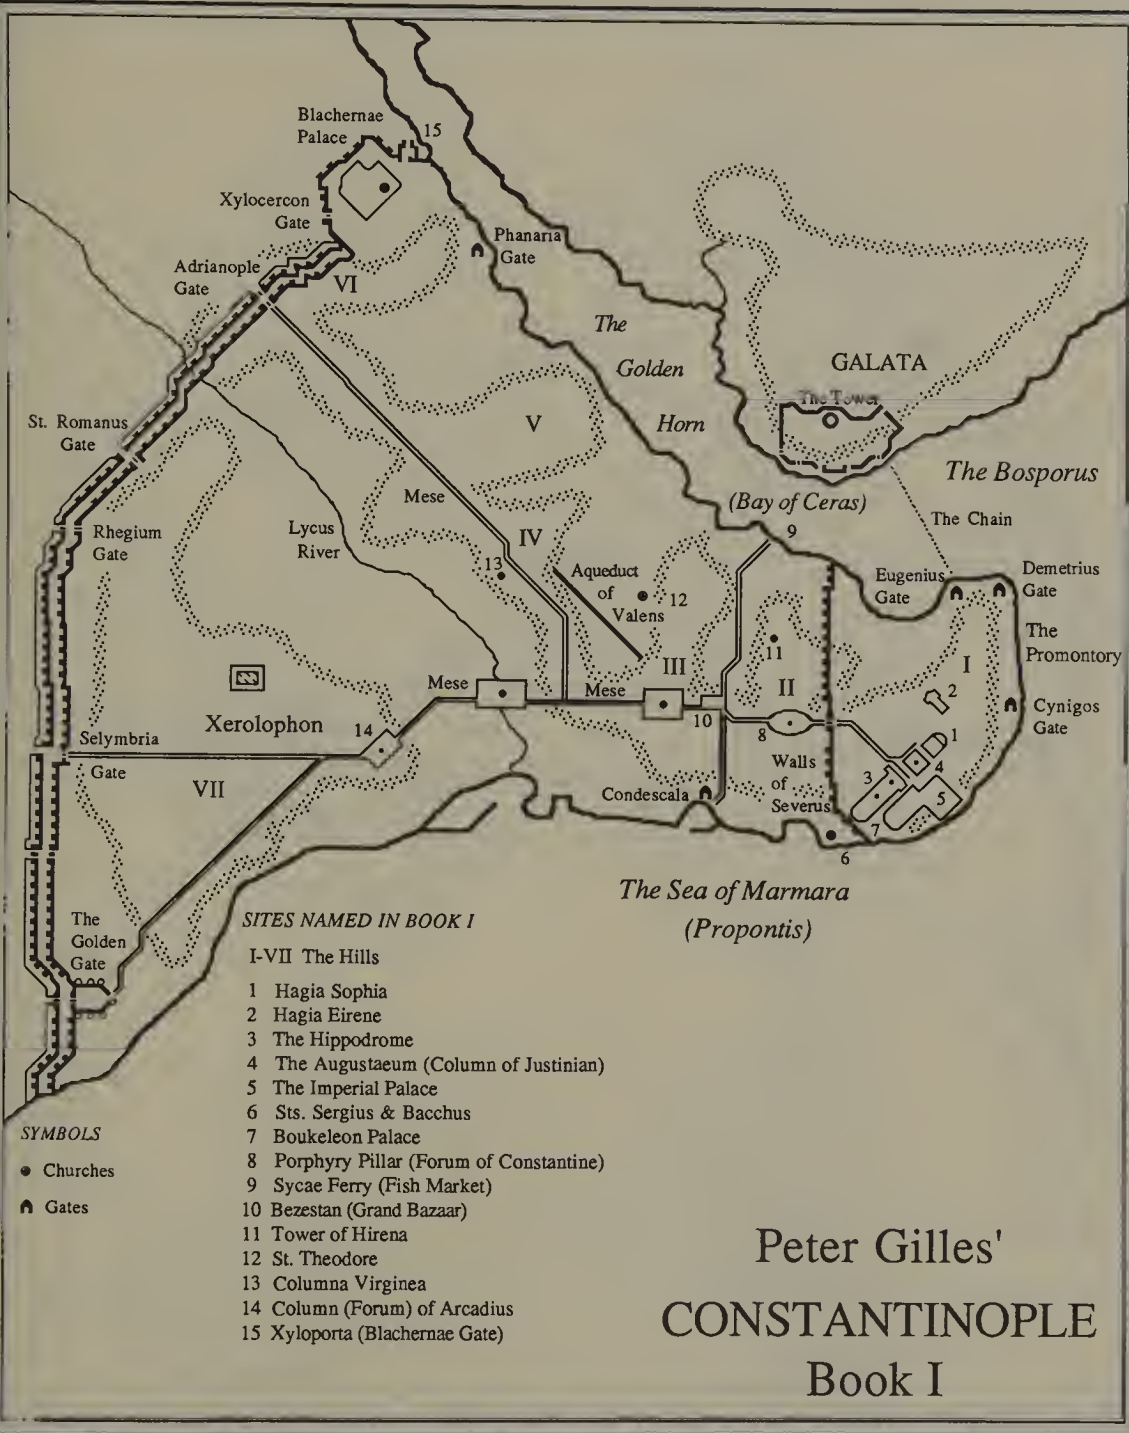 Blachernae
Palace
15
Xylocercon
Gate
Phanaria
Gate
Adrianople
Gate
VI
The
Golden
Horn
GALATA
The Tower
V
St. Romanus
Gate
The Bosporus
Mese
(Bay of Ceras)
The Chain
Rhegium
Gate
Lycus
River
IV
9
13
Aqueduct
of
Valens
12
Eugenius
Gate
Demetrius
Gate
The
Promontory
11
III
I
II
Mese
Mese
2
Cynigos
Gate
Xerolophon
14
10
8
1
Selymbria
Gate
4
VII
Walls
of
Severus
3
5
Condescala
7
6
The Sea of Marmara
(Propontis)
The
Golden
Gate
SITES NAMED IN BOOK I
I-VII The Hills
1 Hagia Sophia
2 Hagia Eirene
3 The Hippodrome
4 The Augustaeum (Column of Justinian)
5 The Imperial Palace
6 Sts. Sergius & Bacchus
7 Boukeleon Palace
8 Porphyry Pillar (Forum of Constantine)
9 Sycae Ferry (Fish Market)
10 Bezestan (Grand Bazaar)
11 Tower of Hirena
12 St. Theodore
13 Columna Virginea
14 Column (Forum) of Arcadius
15 Xyloporta (Blachernae Gate)
SYMBOLS
Churches
Gates
Peter Gilles'
CONSTANTINOPLE
Book I